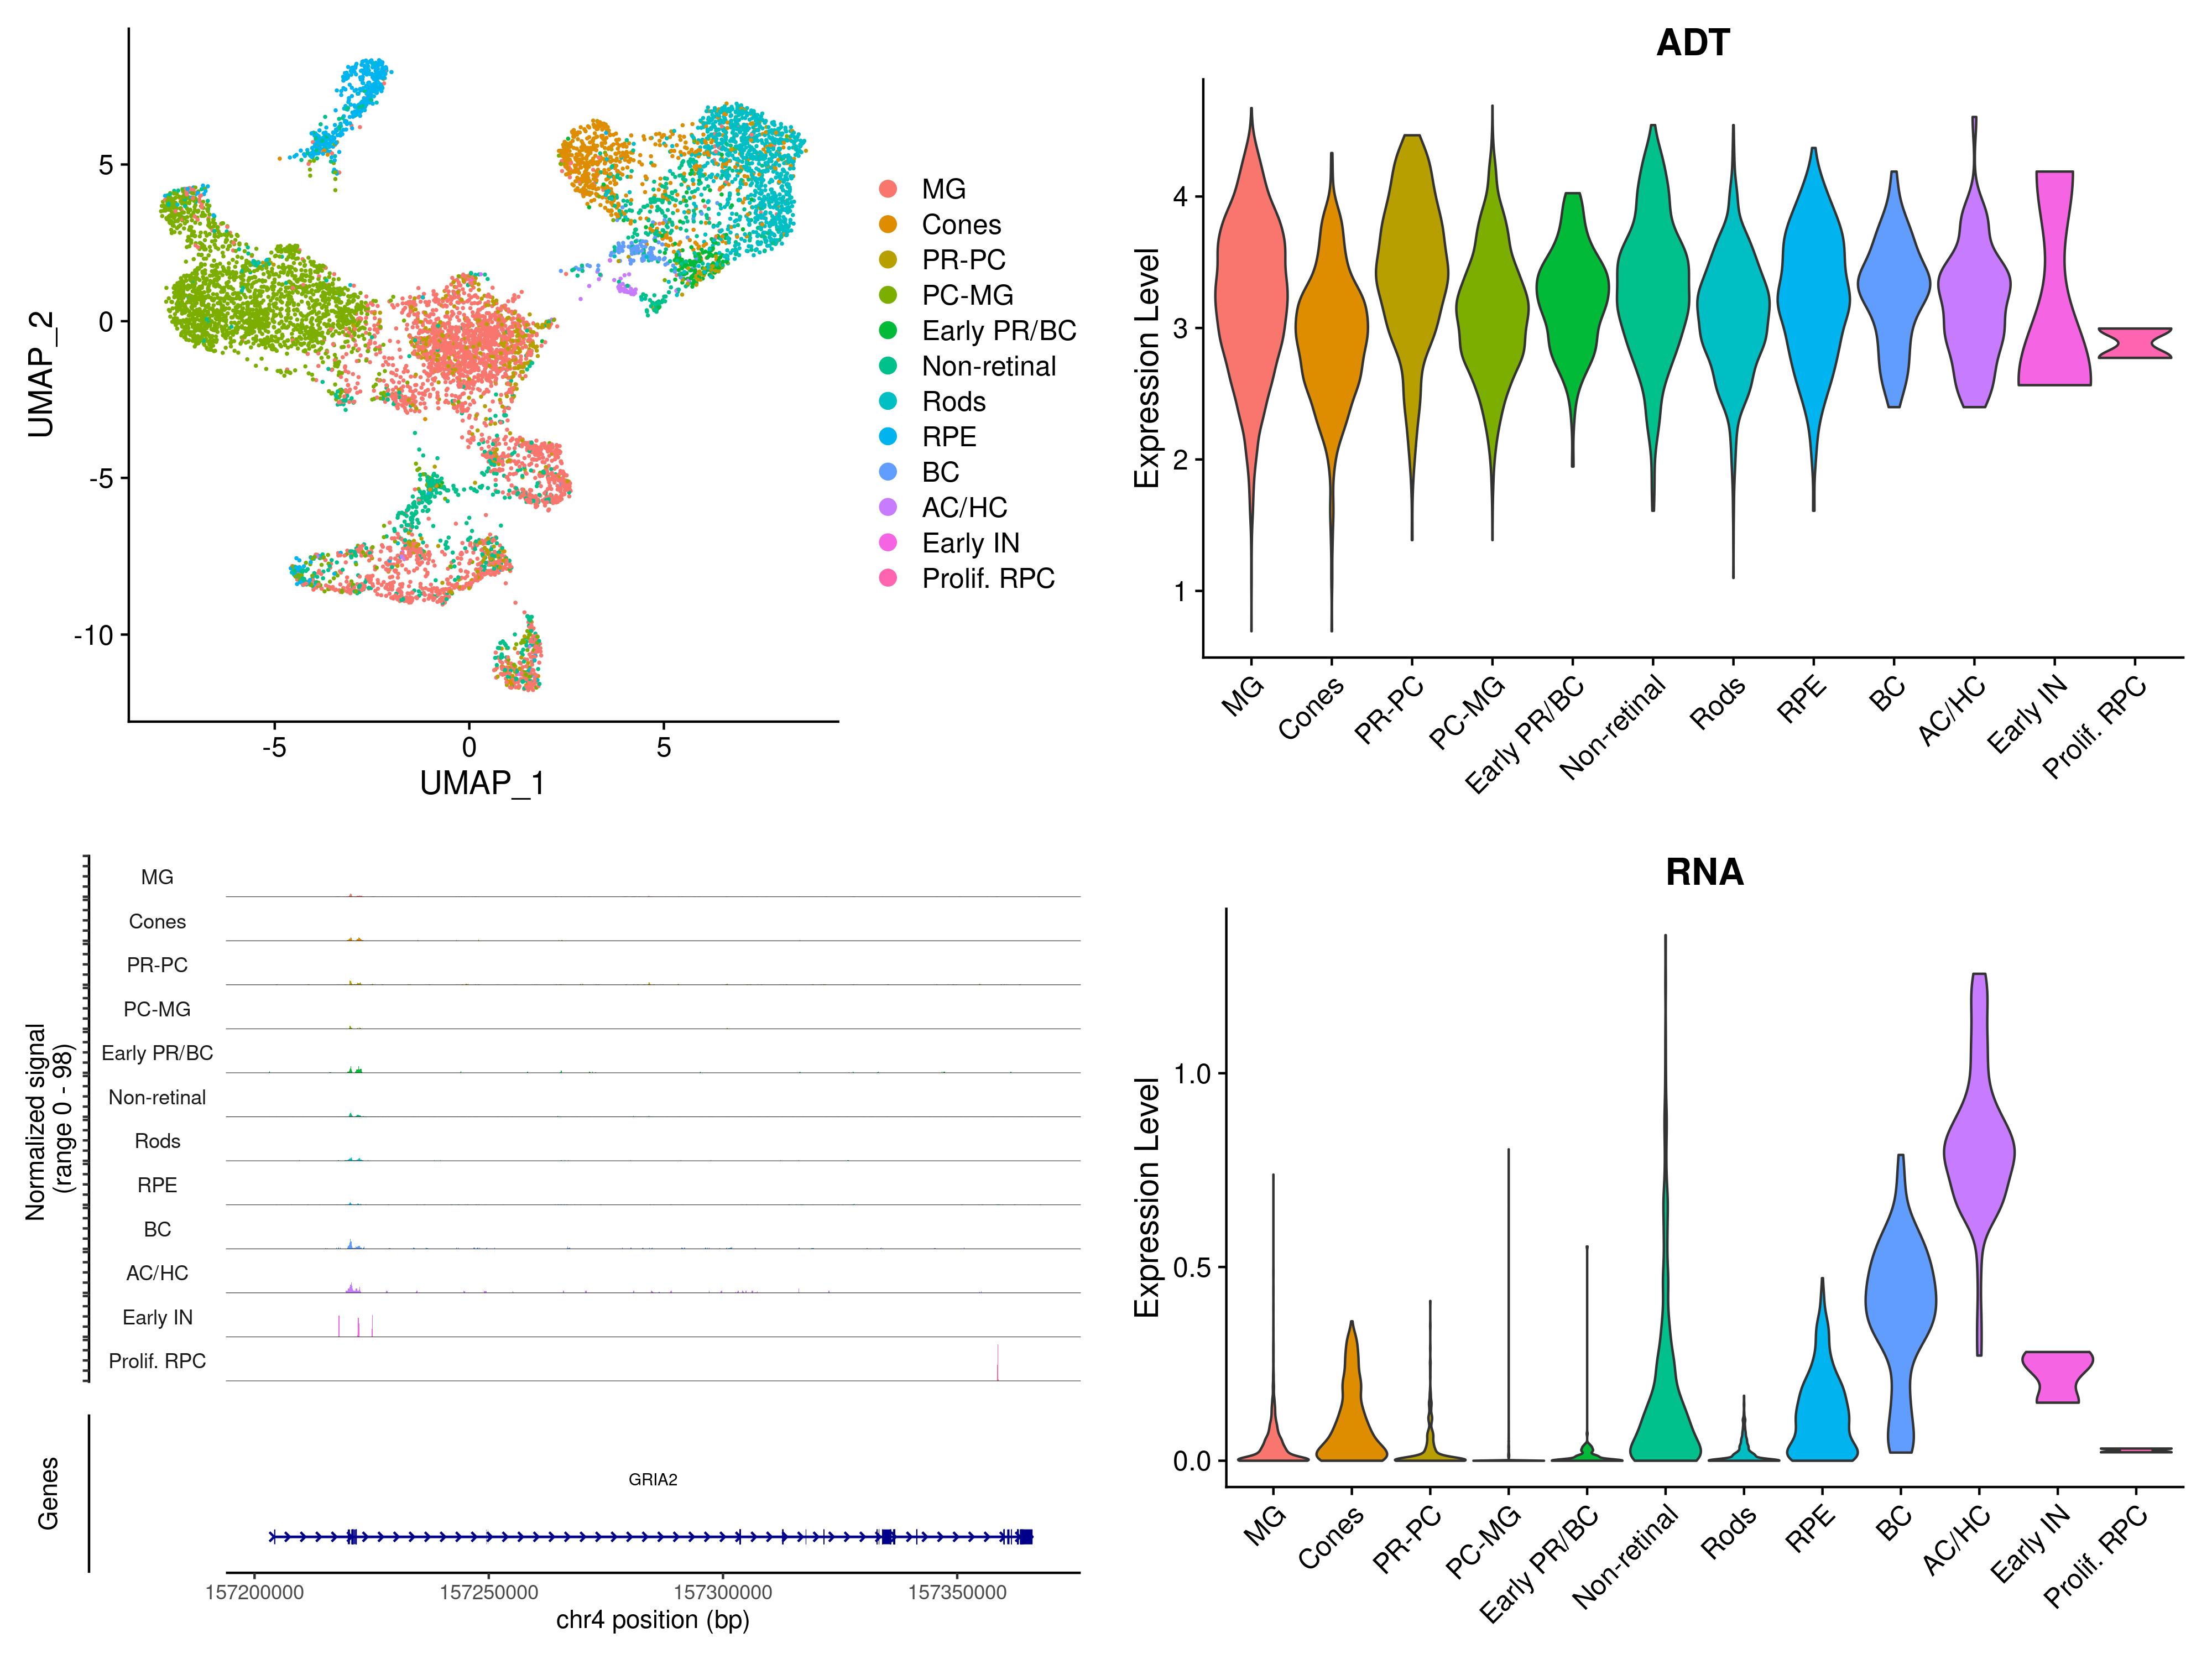 5
0
-5
-10
UMAP_2
-5
0
5
UMAP_1
MG
Cones
PR-PC
PC-MG
Early PR/BC
Non-retinal
Rods
RPE
BC
AC/HC
Early IN
Prolif. RPC
ADT
4
3
2
1
Expression Level
MG
Cones
PR-PC
PC-MG
Early PR/BC
Non-retinal
Rods
RPE
BC
AC/HC
Early IN
Prolif. RPC
Normalized signal
(range 0 - 98)
MG
Cones
PR-PC
PC-MG
Early PR/BC
Non-retinal
Rods
RPE
BC
AC/HC
Early IN
Prolif. RPC
Genes
GRIA2
157200000
157250000
157300000
157350000
chr4 position (bp)
RNA
1.0
0.5
0.0
Expression Level
MG
Cones
PR-PC
PC-MG
Early PR/BC
Non-retinal
Rods
RPE
BC
AC/HC
Early IN
Prolif. RPC